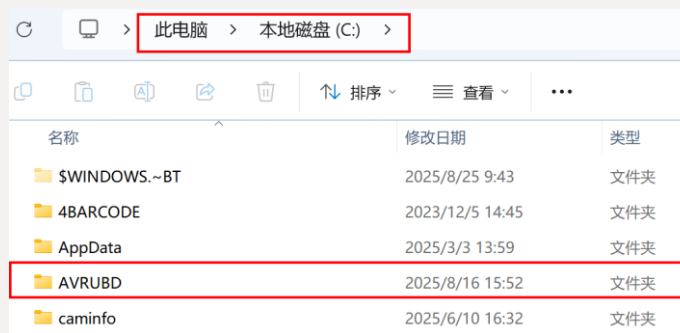 此电脑 > 本地磁盘 (C:) >
排序 查看 •••
名称 修改日期 类型
$WINDOWS.~BT 2025/8/25 9:43 文件夹
4BARCODE 2023/12/5 14:45 文件夹
AppData 2025/3/3 13:59 文件夹
AVRUBD 2025/8/16 15:52 文件夹
caminfo 2025/6/10 16:32 文件夹